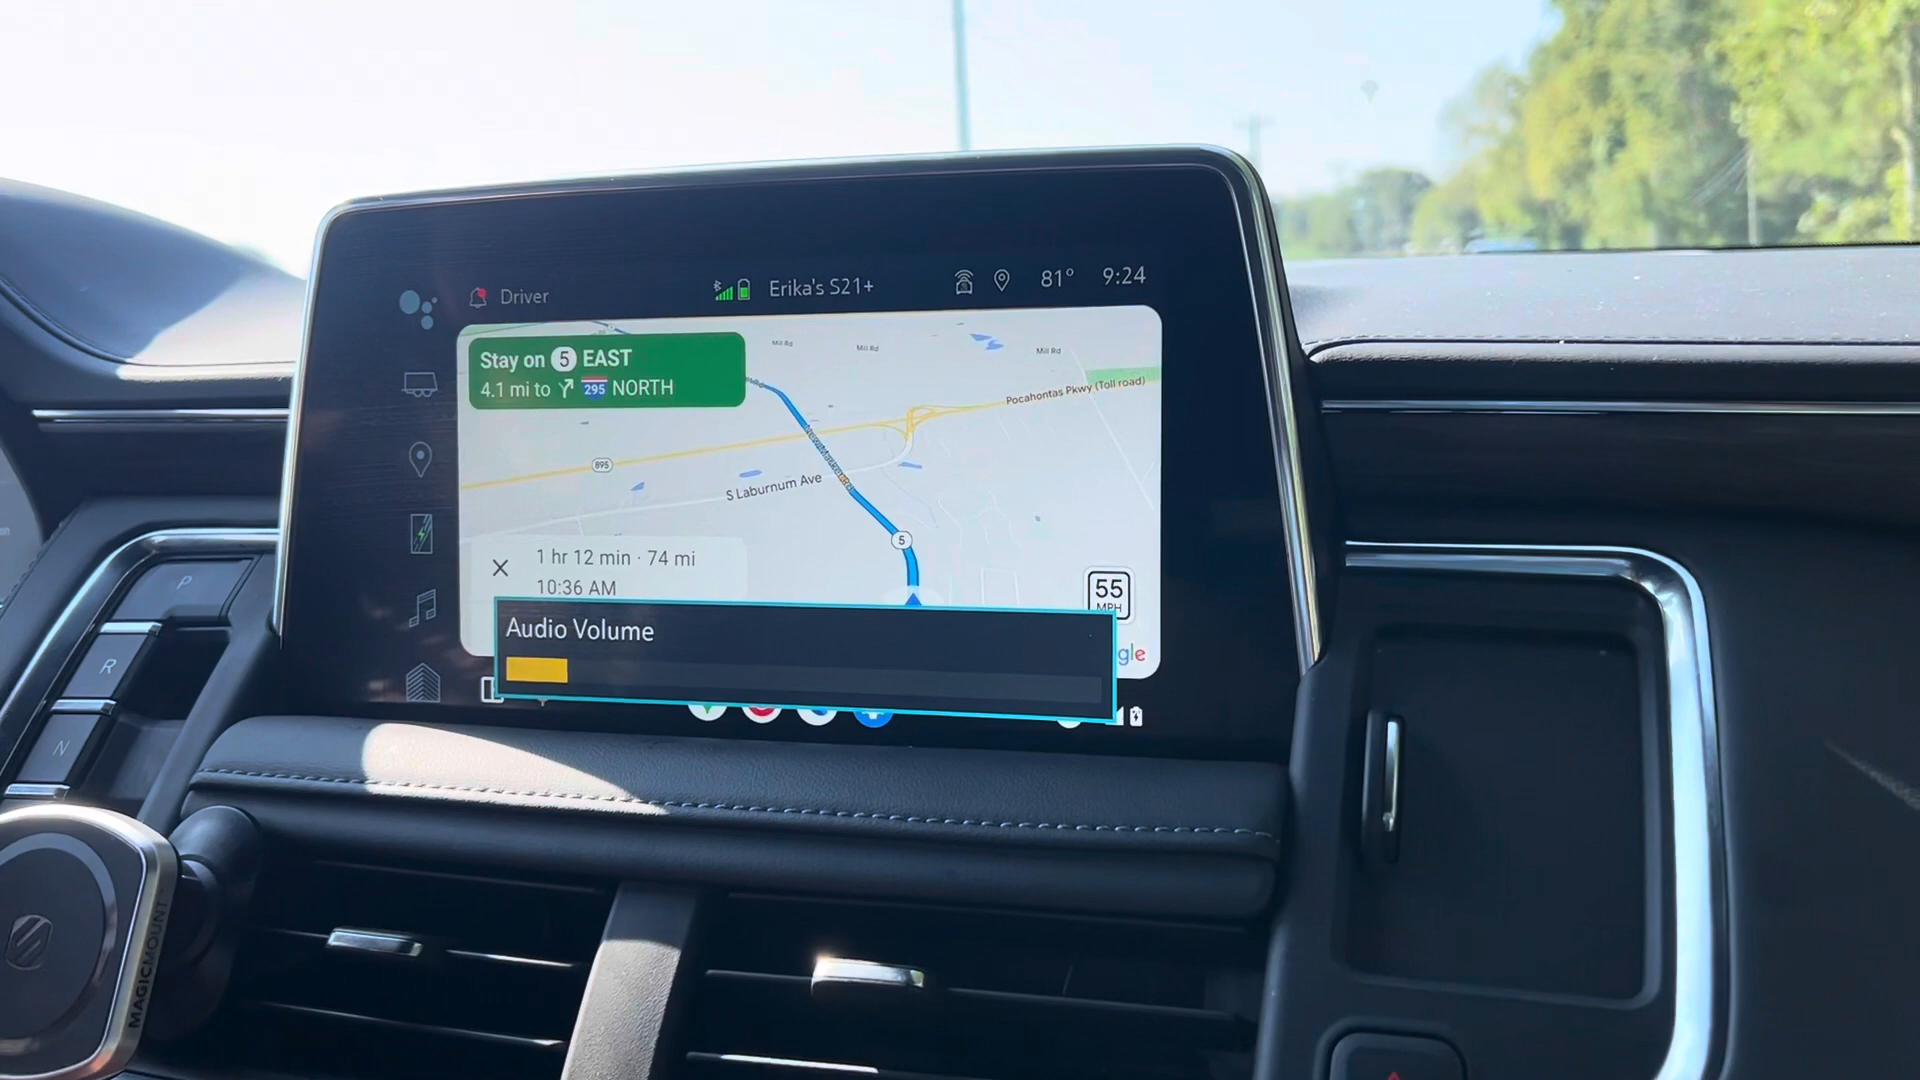 Driver
Erika's S21+
81°
9:24
Stay on 5 EAST
4.1 mi to 295 NORTH
Mill Rd
Mill Rd
Mill Rd
Pocahontas Pkwy (Toll road)
895
S Laburnum Ave
5
1 hr 12 min · 74 mi
10:36 AM
55
MPH
Audio Volume
gle
P
R
N
MAGICMOUNT